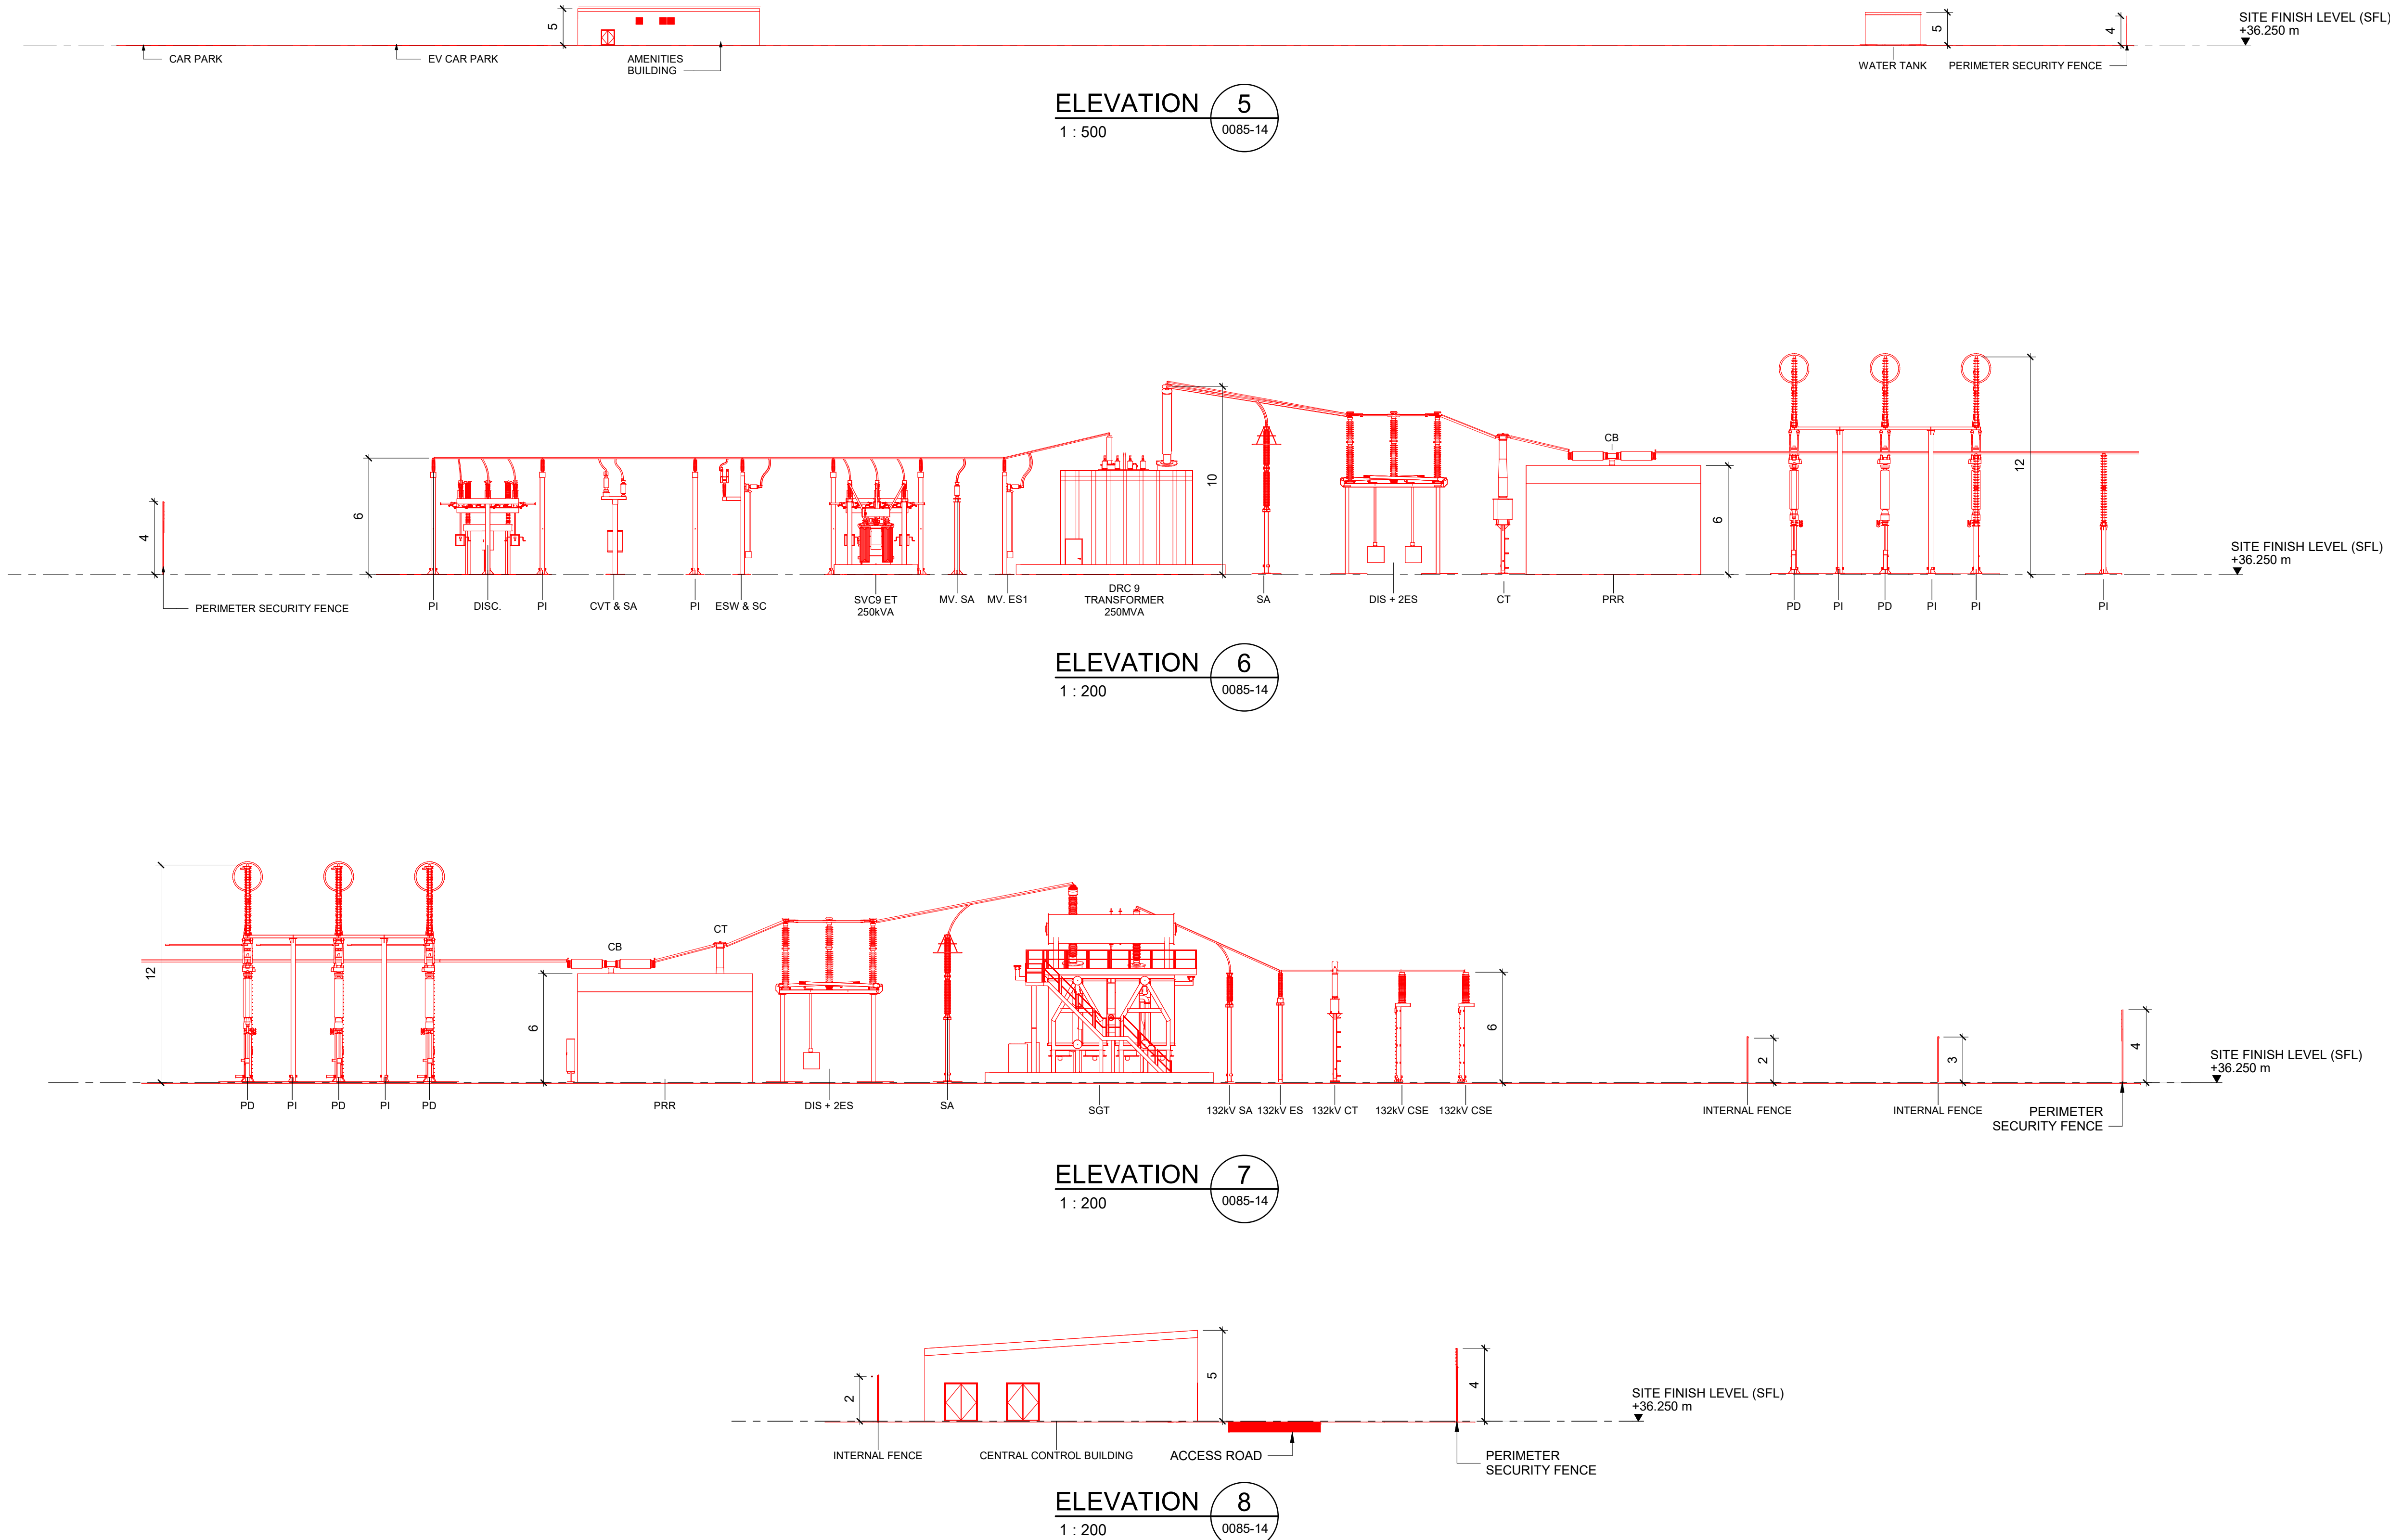 5
5
4
SITE FINISH LEVEL (SFL)
+36.250 m
CAR PARK
EV CAR PARK
AMENITIES
BUILDING
WATER TANK
PERIMETER SECURITY FENCE
ELEVATION 5
1 : 500
0085-14
4
6
10
CB
6
12
SITE FINISH LEVEL (SFL)
+36.250 m
PERIMETER SECURITY FENCE
PI
DISC.
PI
CVT & SA
PI
ESW & SC
SVC9 ET
250kVA
MV. SA
MV. ES1
DRC 9
TRANSFORMER
250MVA
SA
DIS + 2ES
CT
PRR
PD
PI
PD
PI
PI
PI
ELEVATION 6
1 : 200
0085-14
12
CB
CT
6
6
2
3
4
SITE FINISH LEVEL (SFL)
+36.250 m
PD
PI
PD
PI
PD
PRR
DIS + 2ES
SA
SGT
132kV SA
132kV ES
132kV CT
132kV CSE
132kV CSE
INTERNAL FENCE
INTERNAL FENCE
PERIMETER
SECURITY FENCE
ELEVATION 7
1 : 200
0085-14
2
5
4
SITE FINISH LEVEL (SFL)
+36.250 m
INTERNAL FENCE
CENTRAL CONTROL BUILDING
ACCESS ROAD
PERIMETER
SECURITY FENCE
ELEVATION 8
1 : 200
0085-14